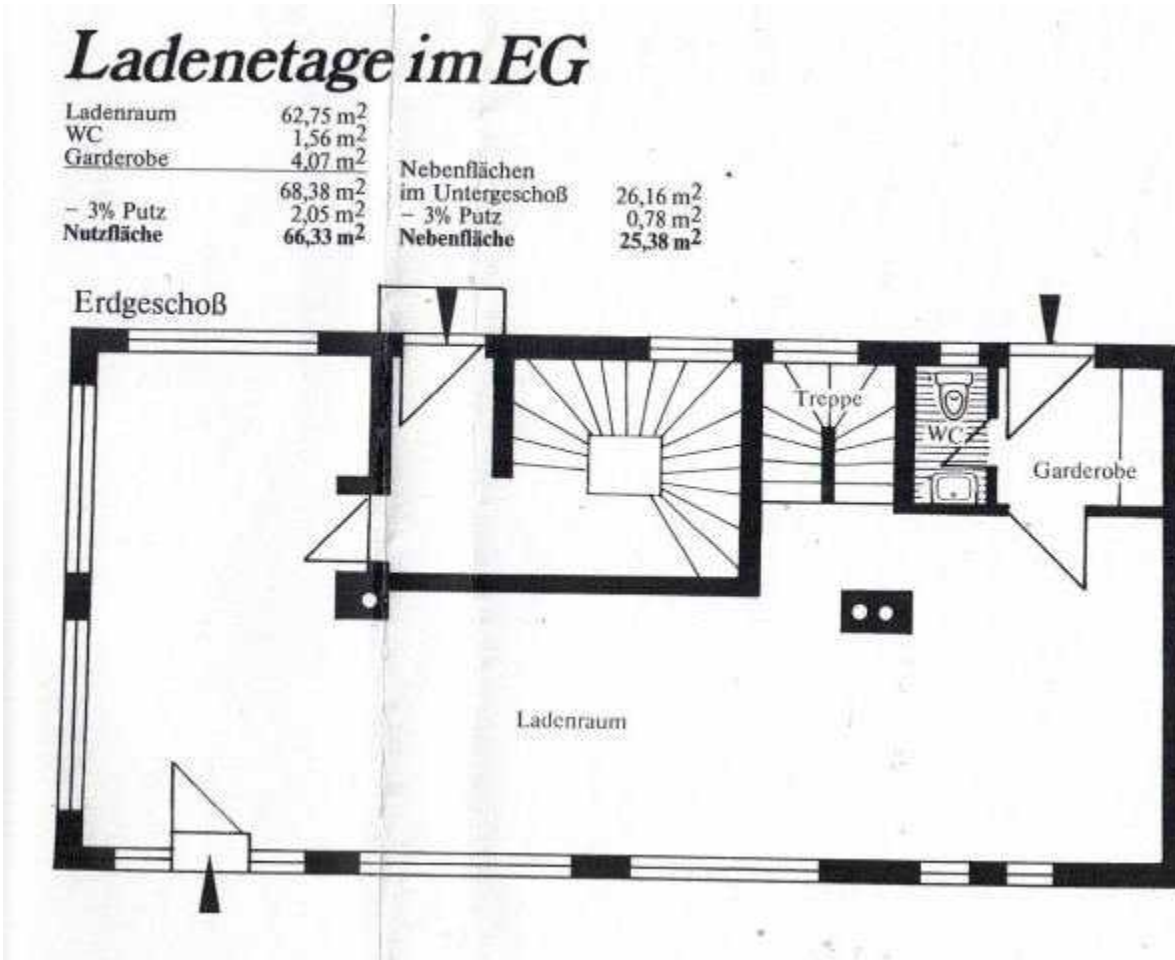 Ladenetage im EG
Ladenraum 62,75 m²
WC 1,56 m²
Garderobe 4,07 m²
68,38 m²
– 3% Putz 2,05 m²
Nutzfläche 66,33 m²
Nebenflächen
im Untergeschoß 26,16 m²
– 3% Putz 0,78 m²
Nebenfläche 25,38 m²
Erdgeschoß
Treppe
WC
Garderobe
Ladenraum